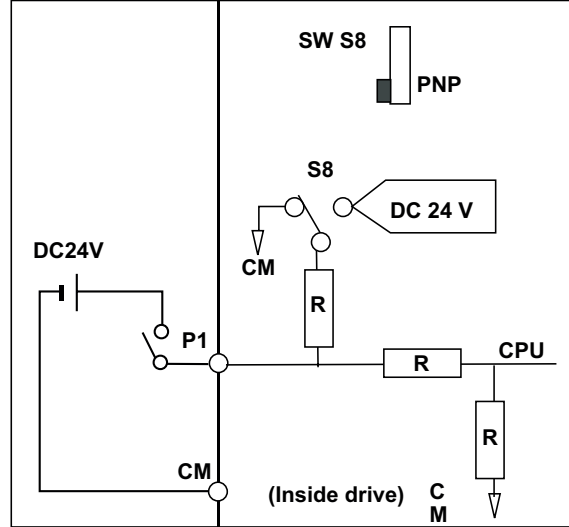 SW S8
PNP
S8
DC 24 V
CM
DC24V
R
P1
R
CPU
R
CM
(Inside drive)
C
M